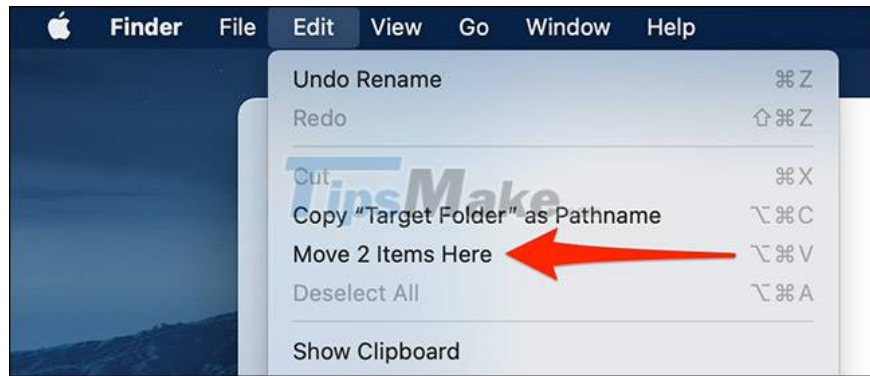 Finder File Edit View Go Window Help
Undo Rename ⌘Z
Redo ⇧⌘Z
Cut ⌘X
TipsMake
Copy “Target Folder” as Pathname ⌥⌘C
Move 2 Items Here ⌥⌘V
Deselect All ⌥⌘A
Show Clipboard